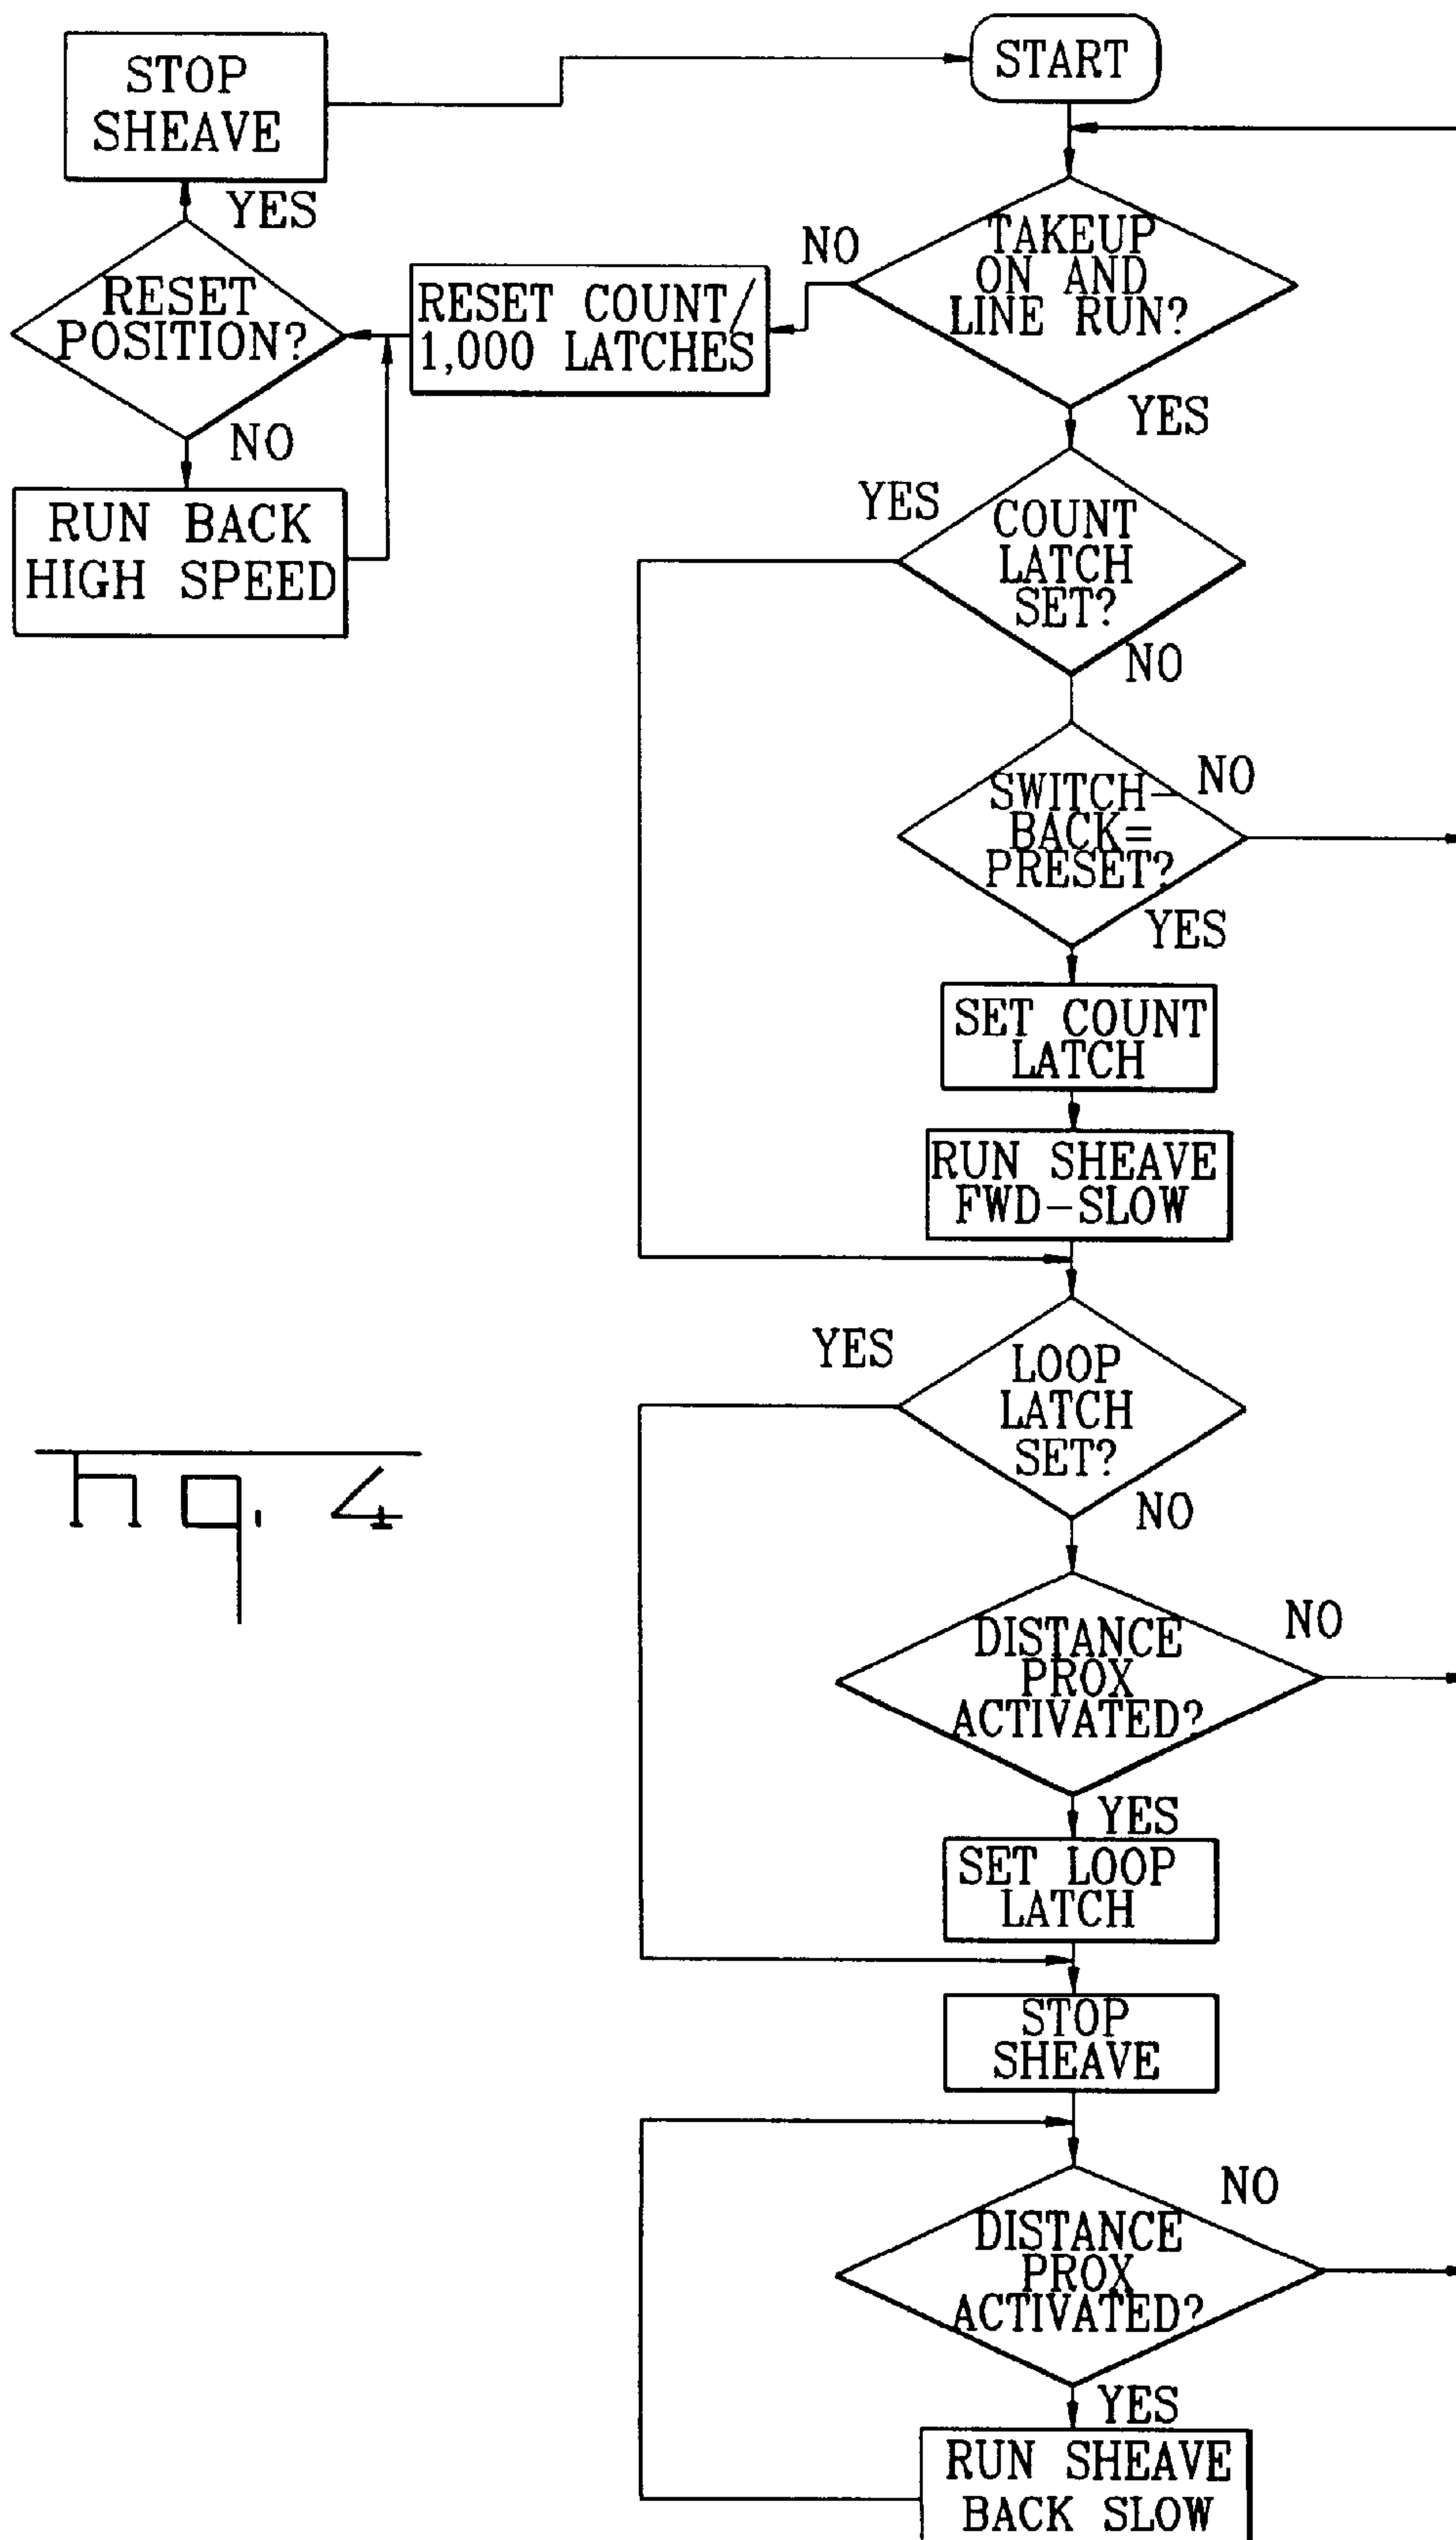 START
STOP
SHEAVE
YES
RESET
POSITION?
NO
RUN BACK
HIGH SPEED
RESET COUNT/
1,000 LATCHES
NO
TAKEUP
ON AND
LINE RUN?
YES
YES
COUNT
LATCH
SET?
NO
SWITCH-
BACK=
PRESET?
NO
YES
SET COUNT
LATCH
RUN SHEAVE
FWD-SLOW
YES
LOOP
LATCH
SET?
NO
DISTANCE
PROX
ACTIVATED?
NO
YES
SET LOOP
LATCH
STOP
SHEAVE
DISTANCE
PROX
ACTIVATED?
NO
YES
RUN SHEAVE
BACK SLOW
Fig. 4